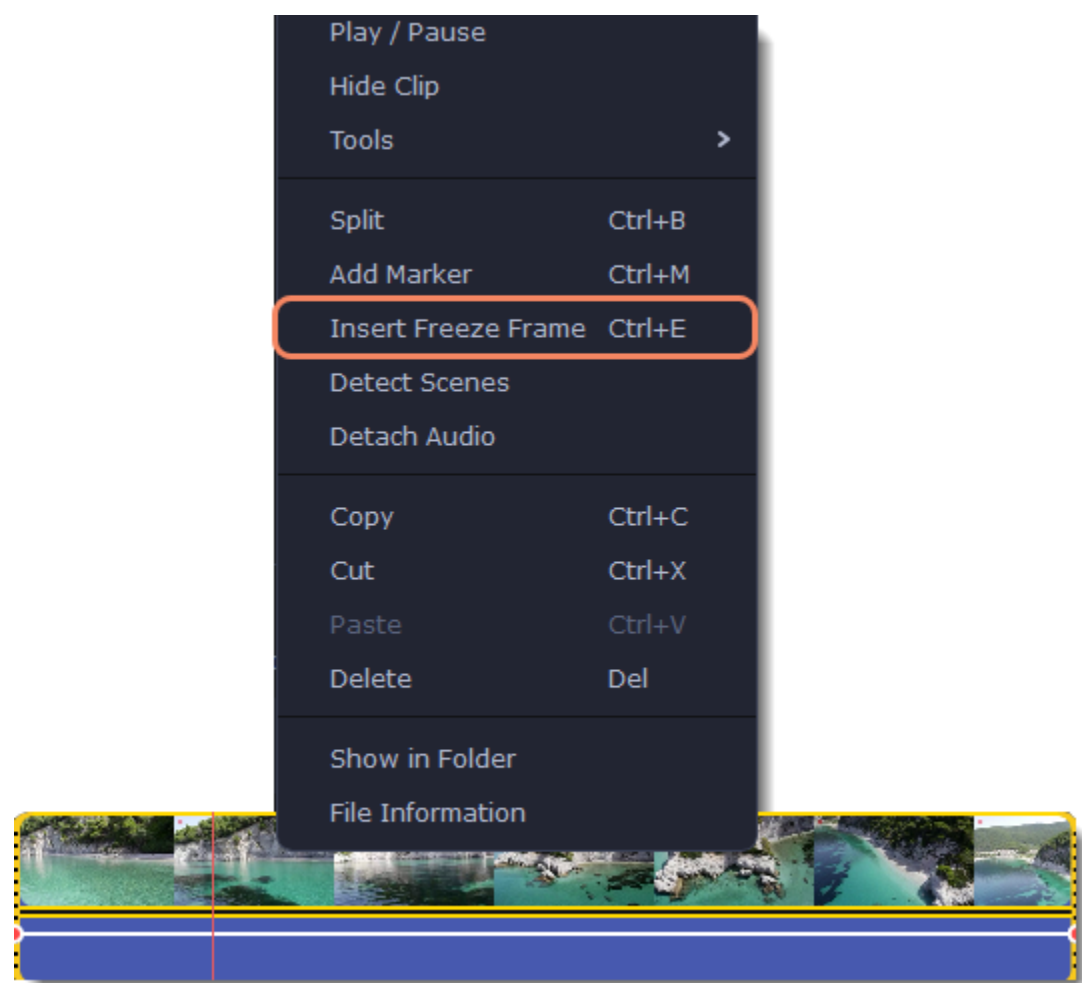 Play / Pause
Hide Clip
Tools
Split Ctrl+B
Add Marker Ctrl+M
Insert Freeze Frame Ctrl+E
Detect Scenes
Detach Audio
Copy Ctrl+C
Cut Ctrl+X
Paste Ctrl+V
Delete Del
Show in Folder
File Information